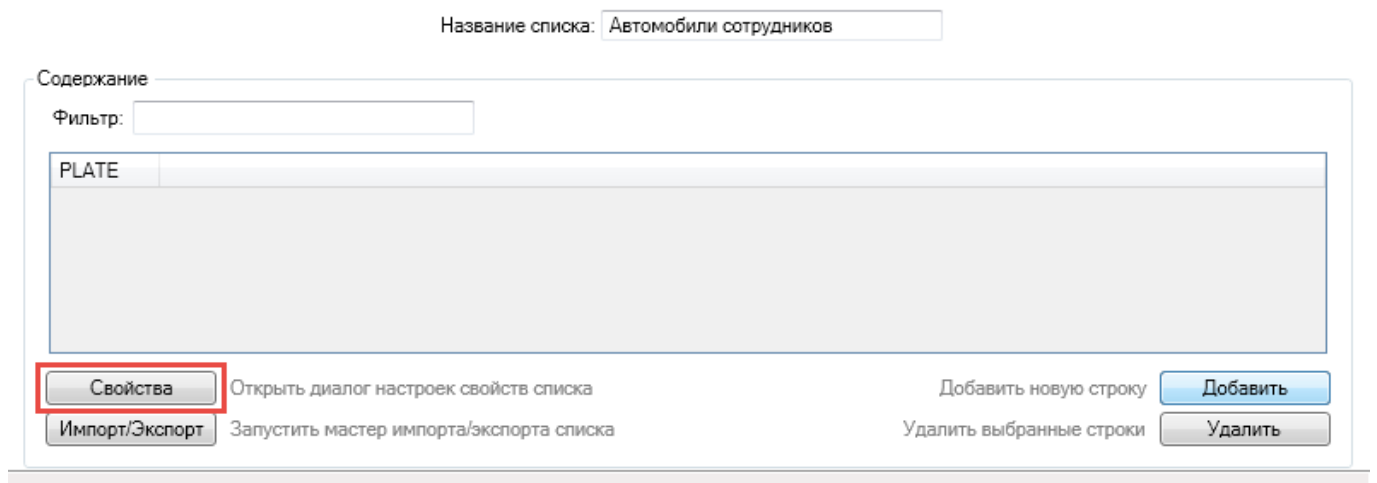 Название списка: Автомобили сотрудников
Содержание
Фильтр:
PLATE
Свойства Открыть диалог настроек свойств списка Добавить новую строку Добавить
Импорт/Экспорт Запустить мастер импорта/экспорта списка Удалить выбранные строки Удалить